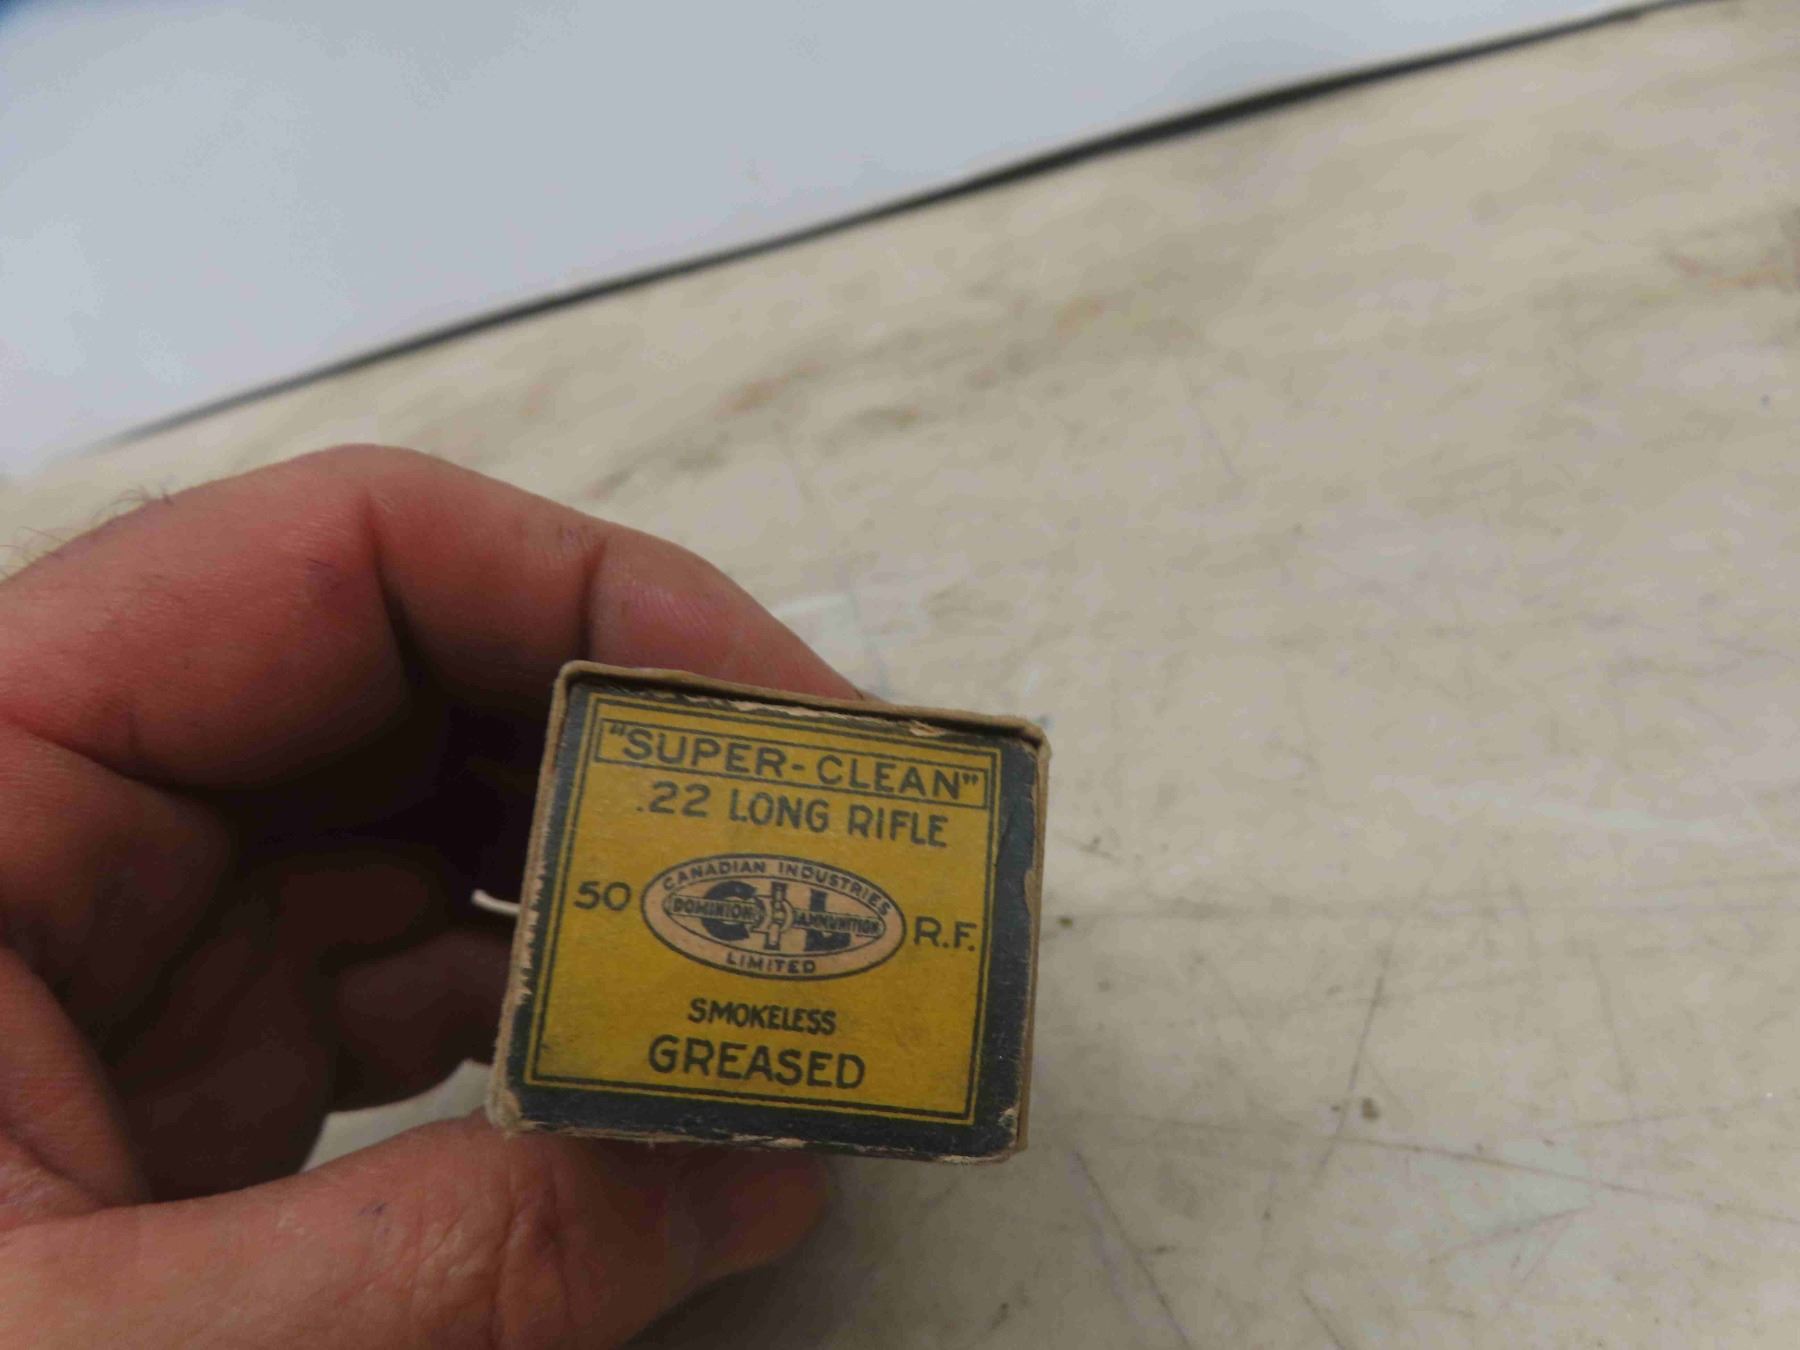 "SUPER-CLEAN"
.22 LONG RIFLE
CANADIAN INDUSTRIES
50 CIL R.F.
DOMINION AMMUNITION
LIMITED
SMOKELESS
GREASED